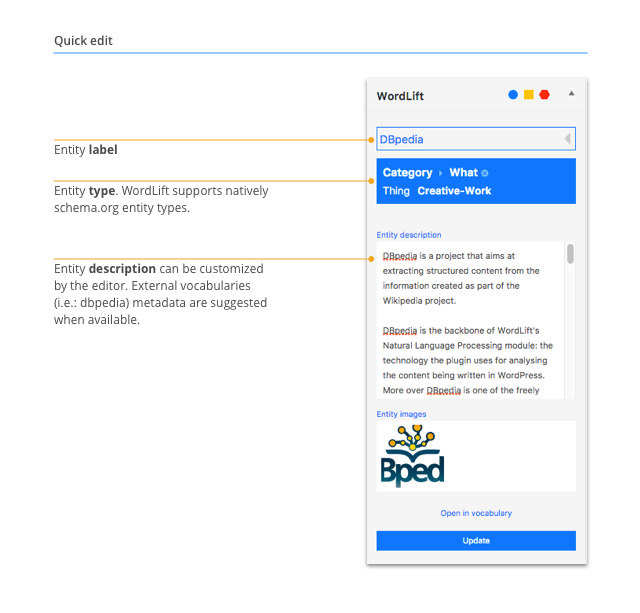 Quick edit
WordLift
DBpedia
Entity label
Category What
Thing Creative-Work
Entity type. WordLift supports natively
schema.org entity types.
Entity description
Entity description can be customized
by the editor. External vocabularies
(i.e.: dbpedia) metadata are suggested
when available.
DBpedia is a project that aims at
extracting structured content from the
information created as part of the
Wikipedia project.
DBpedia is the backbone of WordLift's
Natural Language Processing module: the
technology the plugin uses for analysing
the content being written in WordPress.
More over DBpedia is one of the freely
Entity images
Bped
Open in vocabulary
Update